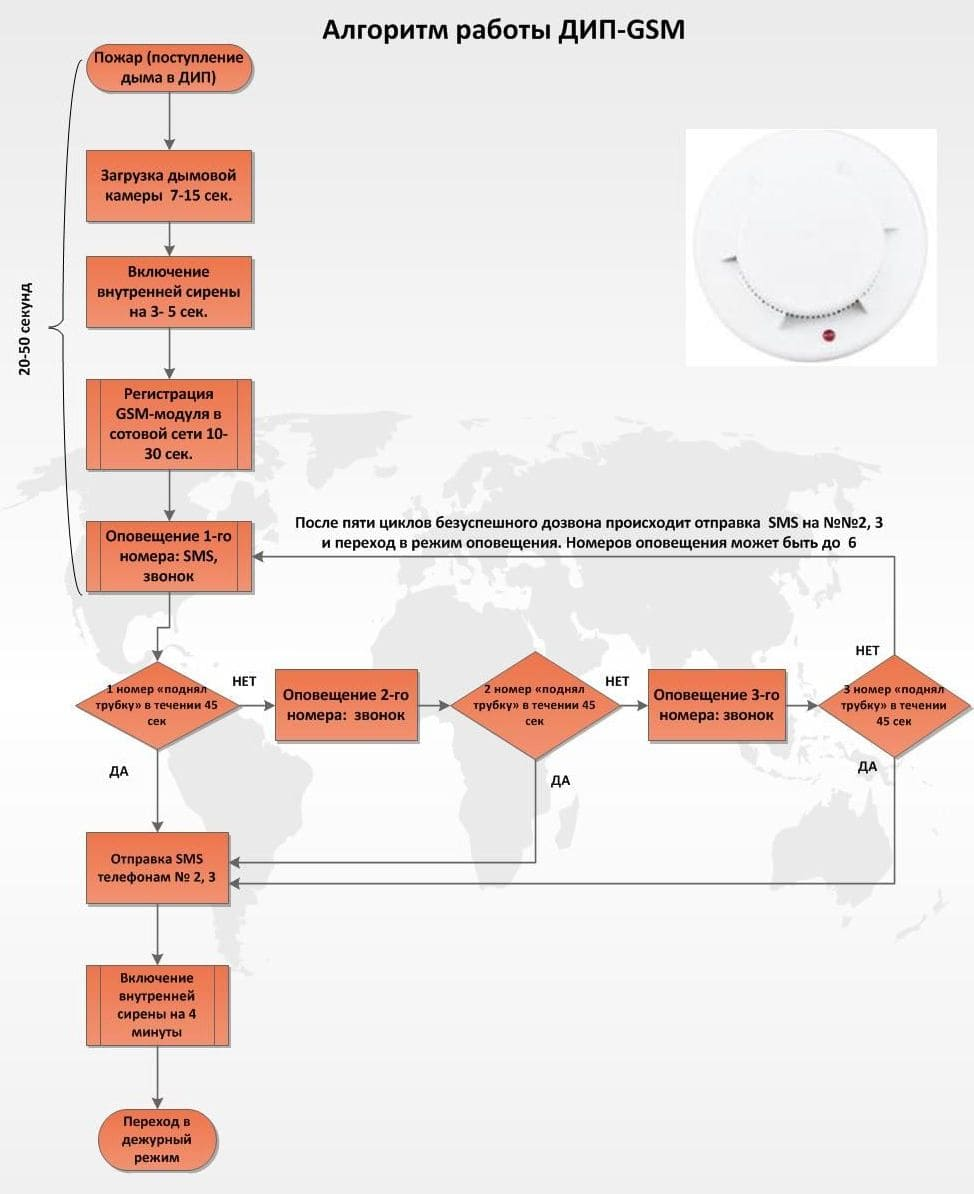 Алгоритм работы ДИП-GSM
Пожар (поступление
дыма в ДИП)
Загрузка дымовой
камеры 7-15 сек.
Включение
внутренней сирены
на 3- 5 сек.
20-50 секунд
Регистрация
GSM-модуля в
сотовой сети 10-
30 сек.
Оповещение 1-го
номера: SMS,
звонок
После пяти циклов безуспешного дозвона происходит отправка SMS на №№2, 3
и переход в режим оповещения. Номеров оповещения может быть до 6
1 номер «поднял
трубку» в течении 45
сек
НЕТ
Оповещение 2-го
номера: звонок
2 номер «поднял
трубку» в течении 45
сек
НЕТ
Оповещение 3-го
номера: звонок
НЕТ
3 номер «поднял
трубку» в течении
45 сек
ДА
ДА
ДА
Отправка SMS
телефонам № 2, 3
Включение
внутренней
сирены на 4
минуты
Переход в
дежурный
режим